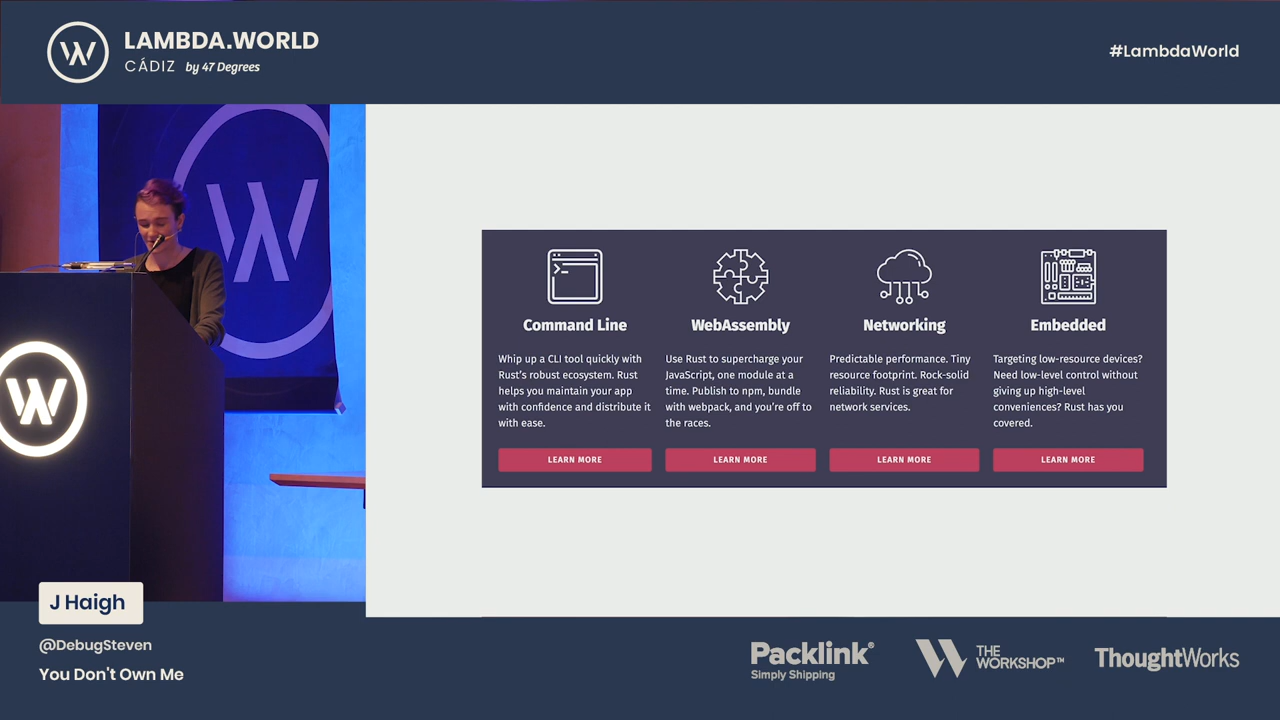 LAMBDA.WORLD
CÁDIZ by 47 Degrees
#LambdaWorld
Command Line
Whip up a CLI tool quickly with
Rust's robust ecosystem. Rust
helps you maintain your app
with confidence and distribute it
with ease.
LEARN MORE
WebAssembly
Use Rust to supercharge your
JavaScript, one module at a
time. Publish to npm, bundle
with webpack, and you're off to
the races.
LEARN MORE
Networking
Predictable performance. Tiny
resource footprint. Rock-solid
reliability. Rust is great for
network services.
LEARN MORE
Embedded
Targeting low-resource devices?
Need low-level control without
giving up high-level
conveniences? Rust has you
covered.
LEARN MORE
J Haigh
@DebugSteven
You Don't Own Me
Packlink®
Simply Shipping
THE
WORKSHOP™
ThoughtWorks